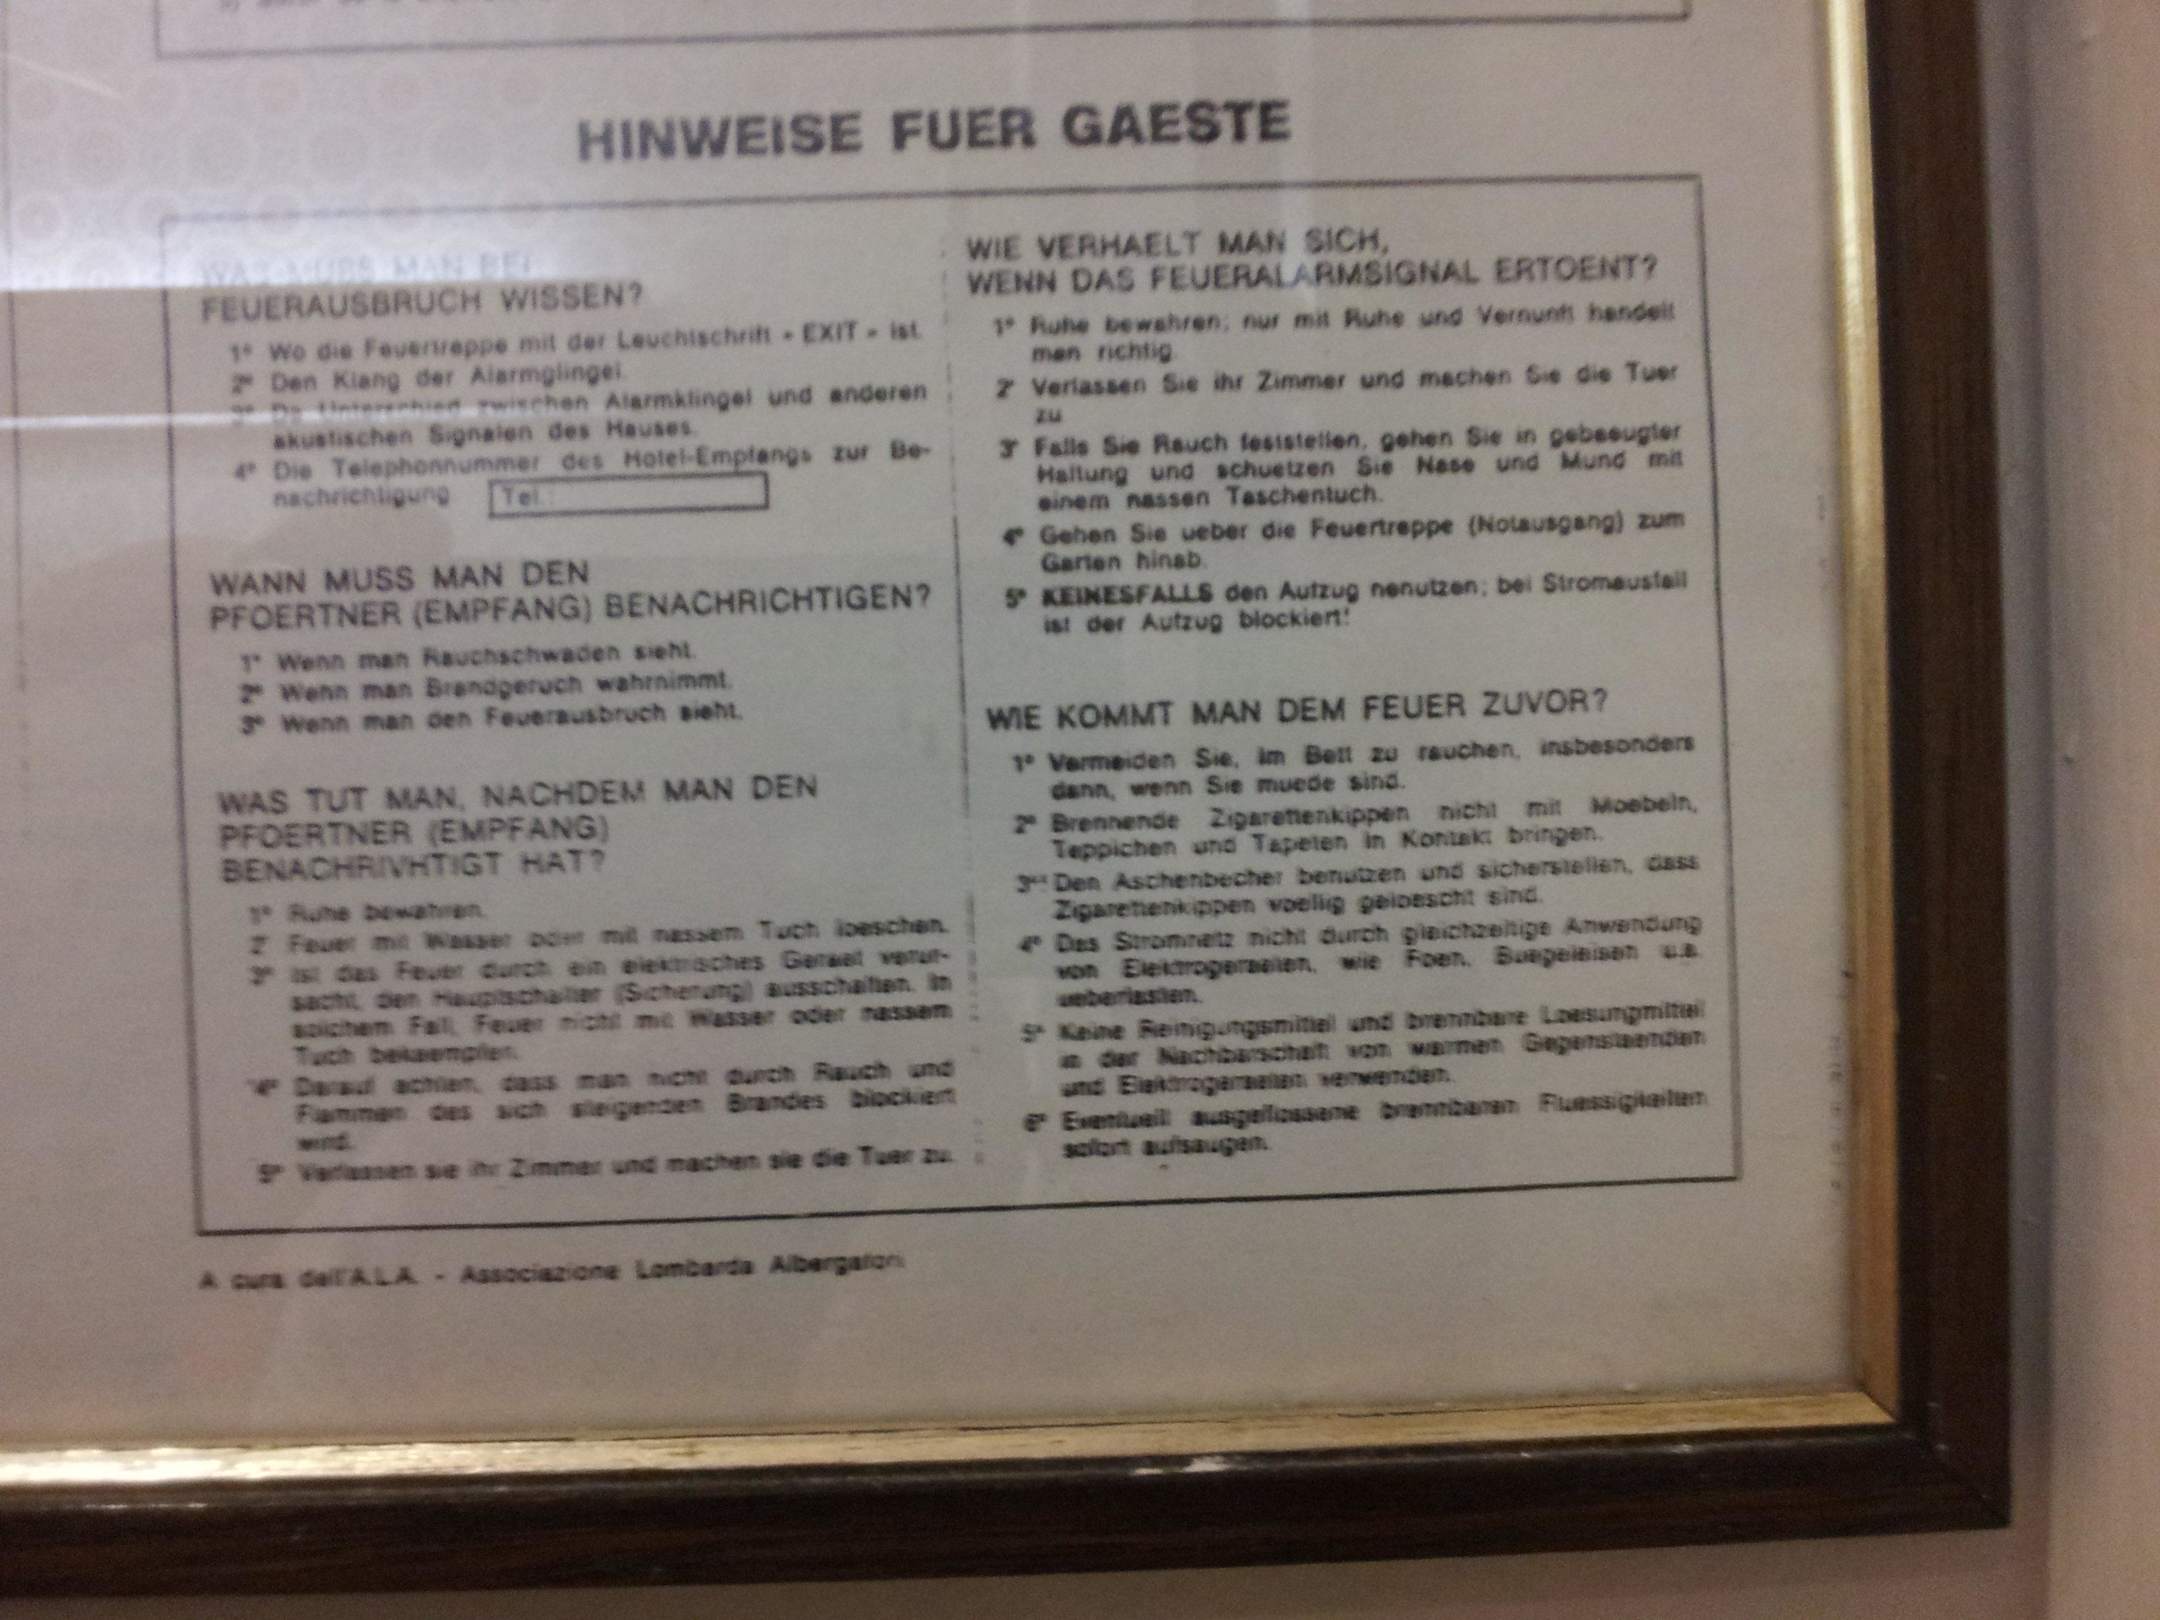 HINWEISE FUER GAESTE
WAS MUSS MAN BEI
FEUERAUSBRUCH WISSEN?
1° Wo die Feuertreppe mit der Leuchtschrift « EXIT » ist.
2° Den Klang der Alarmglingel.
3° Da Unterschied zwischen Alarmklingel und anderen
akustischen Signalen des Hauses.
4° Die Telephonnummer des Hotel-Empfangs zur Be-
nachrichtigung Tel.:
WANN MUSS MAN DEN
PFOERTNER (EMPFANG) BENACHRICHTIGEN?
1° Wenn man Rauchschwaden sieht.
2° Wenn man Brandgeruch wahrnimmt.
3° Wenn man den Feuerausbruch sieht.
WAS TUT MAN, NACHDEM MAN DEN
PFOERTNER (EMPFANG)
BENACHRIVHTIGT HAT?
1° Ruhe bewahren.
2° Feuer mit Wasser oder mit nassem Tuch loeschen.
3° Ist das Feuer durch ein elektrisches Geraet verur-
sacht, den Hauptschalter (Sicherung) ausschalten. In
solchem Fall, Feuer nicht mit Wasser oder nassem
Tuch bekaempfen.
4° Darauf achten, dass man nicht durch Rauch und
Flammen des sich steigenden Brandes blockiert
wird.
5° Verlassen sie ihr Zimmer und machen sie die Tuer zu.
WIE VERHAELT MAN SICH,
WENN DAS FEUERALARMSIGNAL ERTOENT?
1° Ruhe bewahren; nur mit Ruhe und Vernunft handelt
man richtig.
2° Verlassen Sie ihr Zimmer und machen Sie die Tuer
zu
3° Falls Sie Rauch feststellen, gehen Sie in gebeeugter
Haltung und schuetzen Sie Nase und Mund mit
einem nassen Taschentuch.
4° Gehen Sie ueber die Feuertreppe (Notausgang) zum
Garten hinab.
5° KEINESFALLS den Aufzug nenutzen; bei Stromausfall
ist der Aufzug blockiert!
WIE KOMMT MAN DEM FEUER ZUVOR?
1° Vermeiden Sie, im Bett zu rauchen, insbesonders
dann, wenn Sie muede sind.
2° Brennende Zigarettenkippen nicht mit Moebeln,
Teppichen und Tapeten in Kontakt bringen.
3° Den Aschenbecher benutzen und sicherstellen, dass
Zigarettenkippen voellig geloescht sind.
4° Das Stromnetz nicht durch gleichzeitige Anwendung
von Elektrogeraeten, wie Foen, Buegeleisen u.a.
ueberlasten.
5° Keine Reinigungsmittel und brennbare Loesungmittel
in der Nachbarschaft von warmen Gegenstaenden
und Elektrogeraeten verwenden.
6° Eventuell ausgeflossene brennbaren Fluessigkeiten
sofort aufsaugen.
A cura dell'A.L.A. - Associazione Lombarda Albergatori